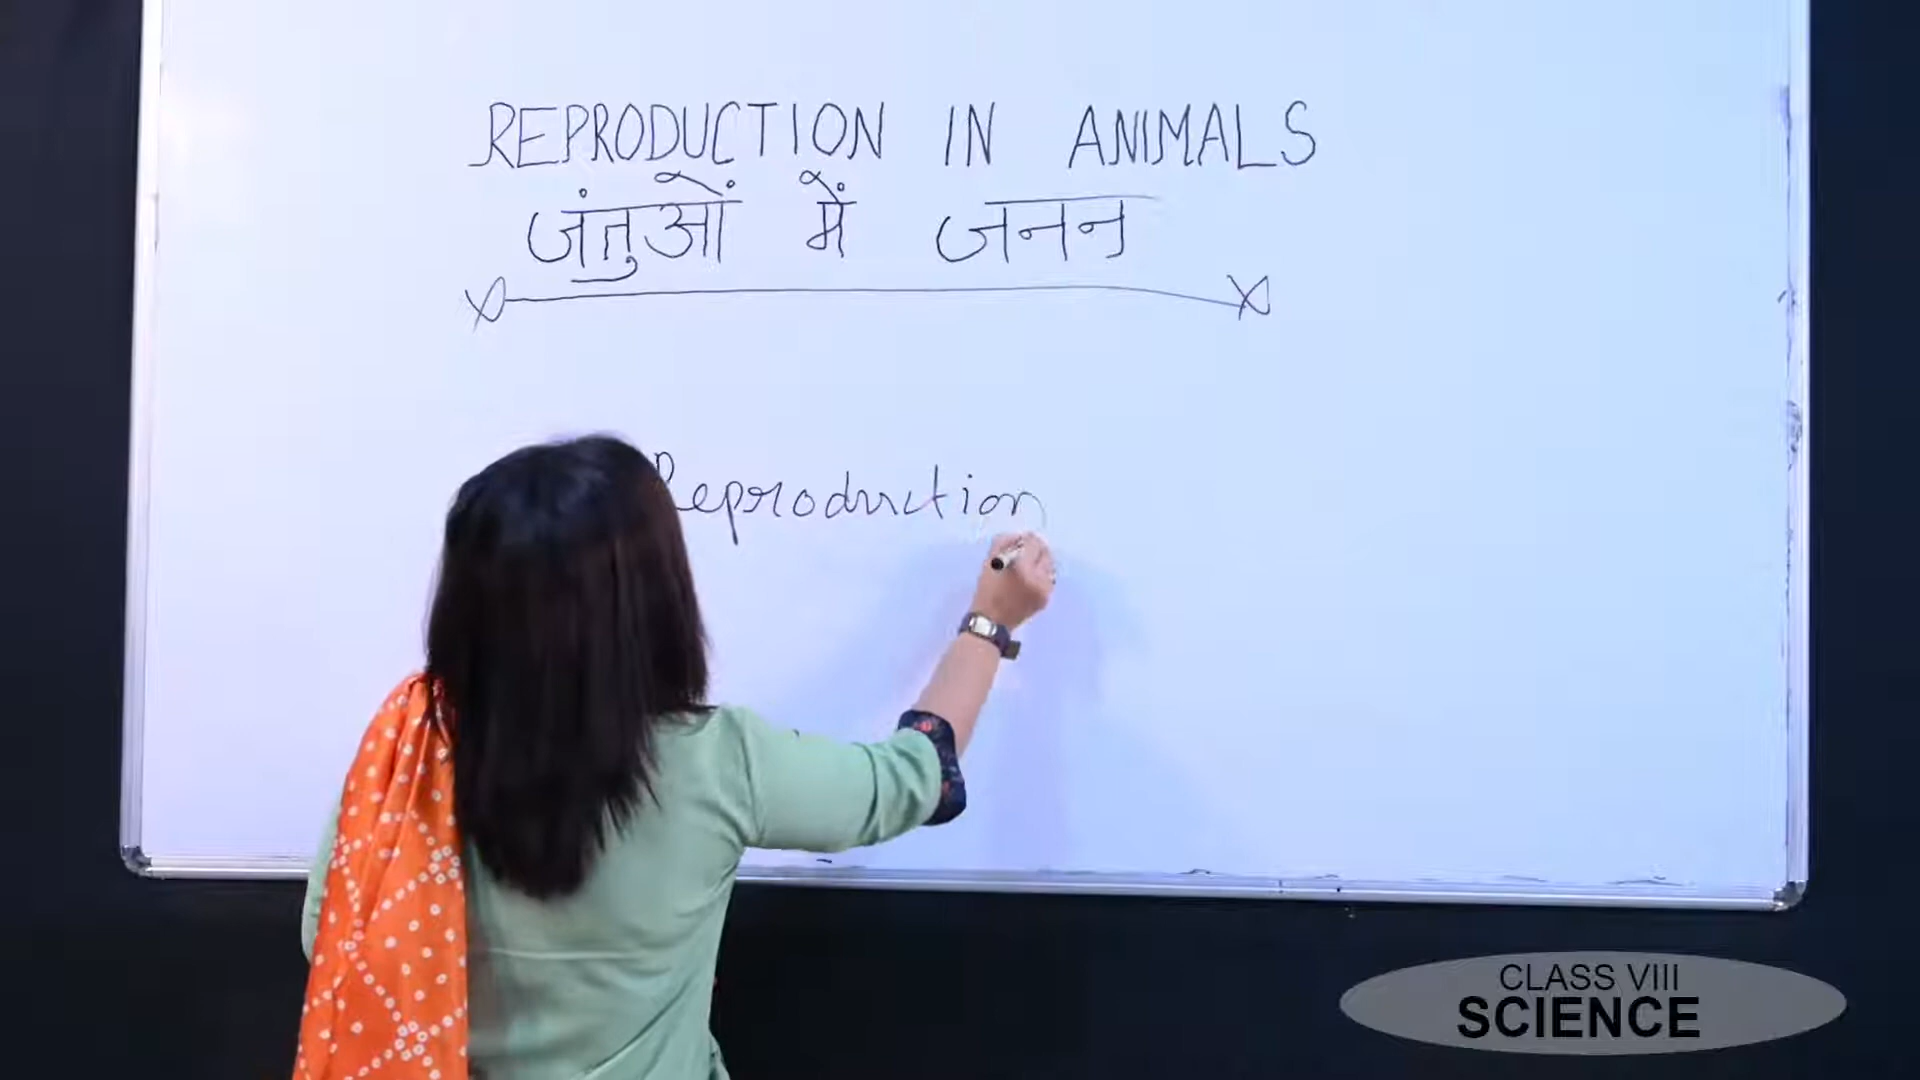 REPRODUCTION IN ANIMALS
जंतुओं में जनन
Reproduction
CLASS VIII
SCIENCE